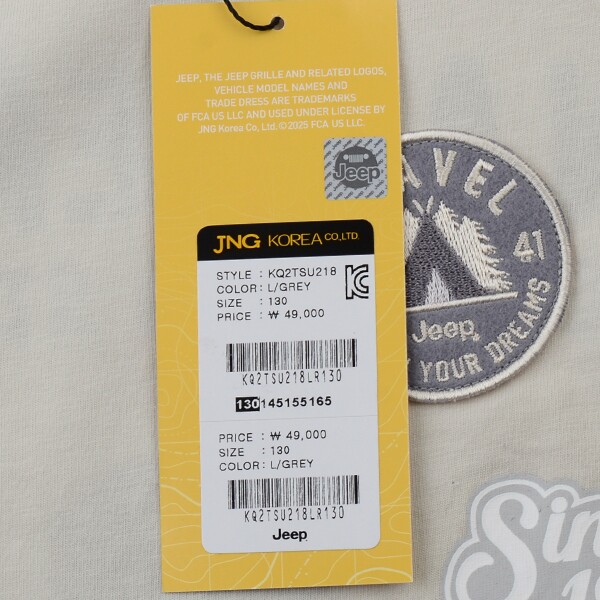 JEEP, THE JEEP GRILLE AND RELATED LOGOS,
VEHICLE MODEL NAMES AND
TRADE DRESS ARE TRADEMARKS
OF FCA US LLC AND USED UNDER LICENSE BY
JNG Korea Co, Ltd. © 2025 FCA US LLC.
Jeep
JNG KOREA CO.,LTD.
STYLE : KQ2TSU218
COLOR : L/GREY
SIZE : 130
PRICE : ₩ 49,000
KQ2TSU218LR130
130145155165
PRICE : ₩ 49,000
SIZE : 130
COLOR : L/GREY
KQ2TSU218LR130
Jeep
AVEL
41
Jeep
YOUR DREAMS
Sin